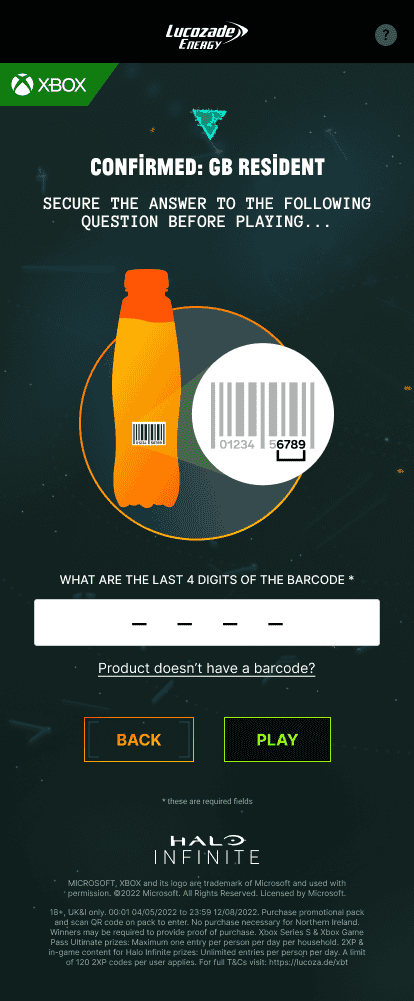 Lucozade
ENERGY
?
XBOX
CONFIRMED: GB RESIDENT
SECURE THE ANSWER TO THE FOLLOWING
QUESTION BEFORE PLAYING...
01234 56789
01234 56789
WHAT ARE THE LAST 4 DIGITS OF THE BARCODE *
_ _ _ _
Product doesn't have a barcode?
BACK
PLAY
* these are required fields
HALO
INFINITE
MICROSOFT, XBOX and its logo are trademark of Microsoft and used with
permission. ©2022 Microsoft. All Rights Reserved. Licensed by Microsoft.
18+, UK&I only. 00:01 04/05/2022 to 23:59 12/08/2022. Purchase promotional pack
and scan QR code on pack to enter. No purchase necessary for Northern Ireland.
Winners may be required to provide proof of purchase. Xbox Series S & Xbox Game
Pass Ultimate prizes: Maximum one entry per person per day per household. 2XP &
in-game content for Halo Infinite prizes: Unlimited entries per person per day. A limit
of 120 2XP codes per user applies. For full T&Cs visit: https://lucoza.de/xbt